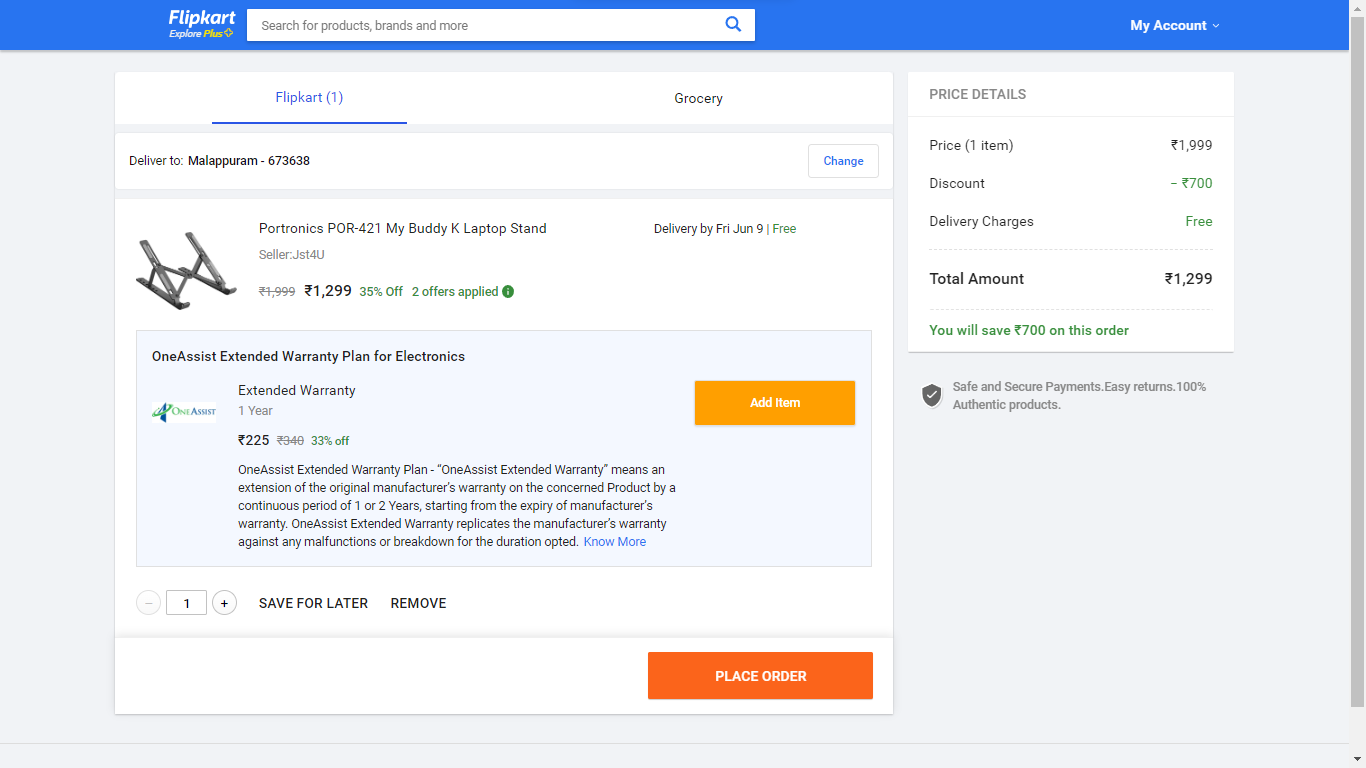 Flipkart
Explore Plus
Search for products, brands and more
My Account
Flipkart (1)
Grocery
Deliver to: Malappuram - 673638
Change
Portronics POR-421 My Buddy K Laptop Stand
Delivery by Fri Jun 9 | Free
Seller:Jst4U
₹1,999 ₹1,299 35% Off 2 offers applied
OneAssist Extended Warranty Plan for Electronics
ONEASSIST
Extended Warranty
1 Year
₹225 ₹340 33% off
Add Item
OneAssist Extended Warranty Plan - “OneAssist Extended Warranty” means an
extension of the original manufacturer’s warranty on the concerned Product by a
continuous period of 1 or 2 Years, starting from the expiry of manufacturer’s
warranty. OneAssist Extended Warranty replicates the manufacturer’s warranty
against any malfunctions or breakdown for the duration opted. Know More
− 1 +
SAVE FOR LATER
REMOVE
PLACE ORDER
PRICE DETAILS
Price (1 item) ₹1,999
Discount − ₹700
Delivery Charges Free
Total Amount ₹1,299
You will save ₹700 on this order
Safe and Secure Payments.Easy returns.100%
Authentic products.